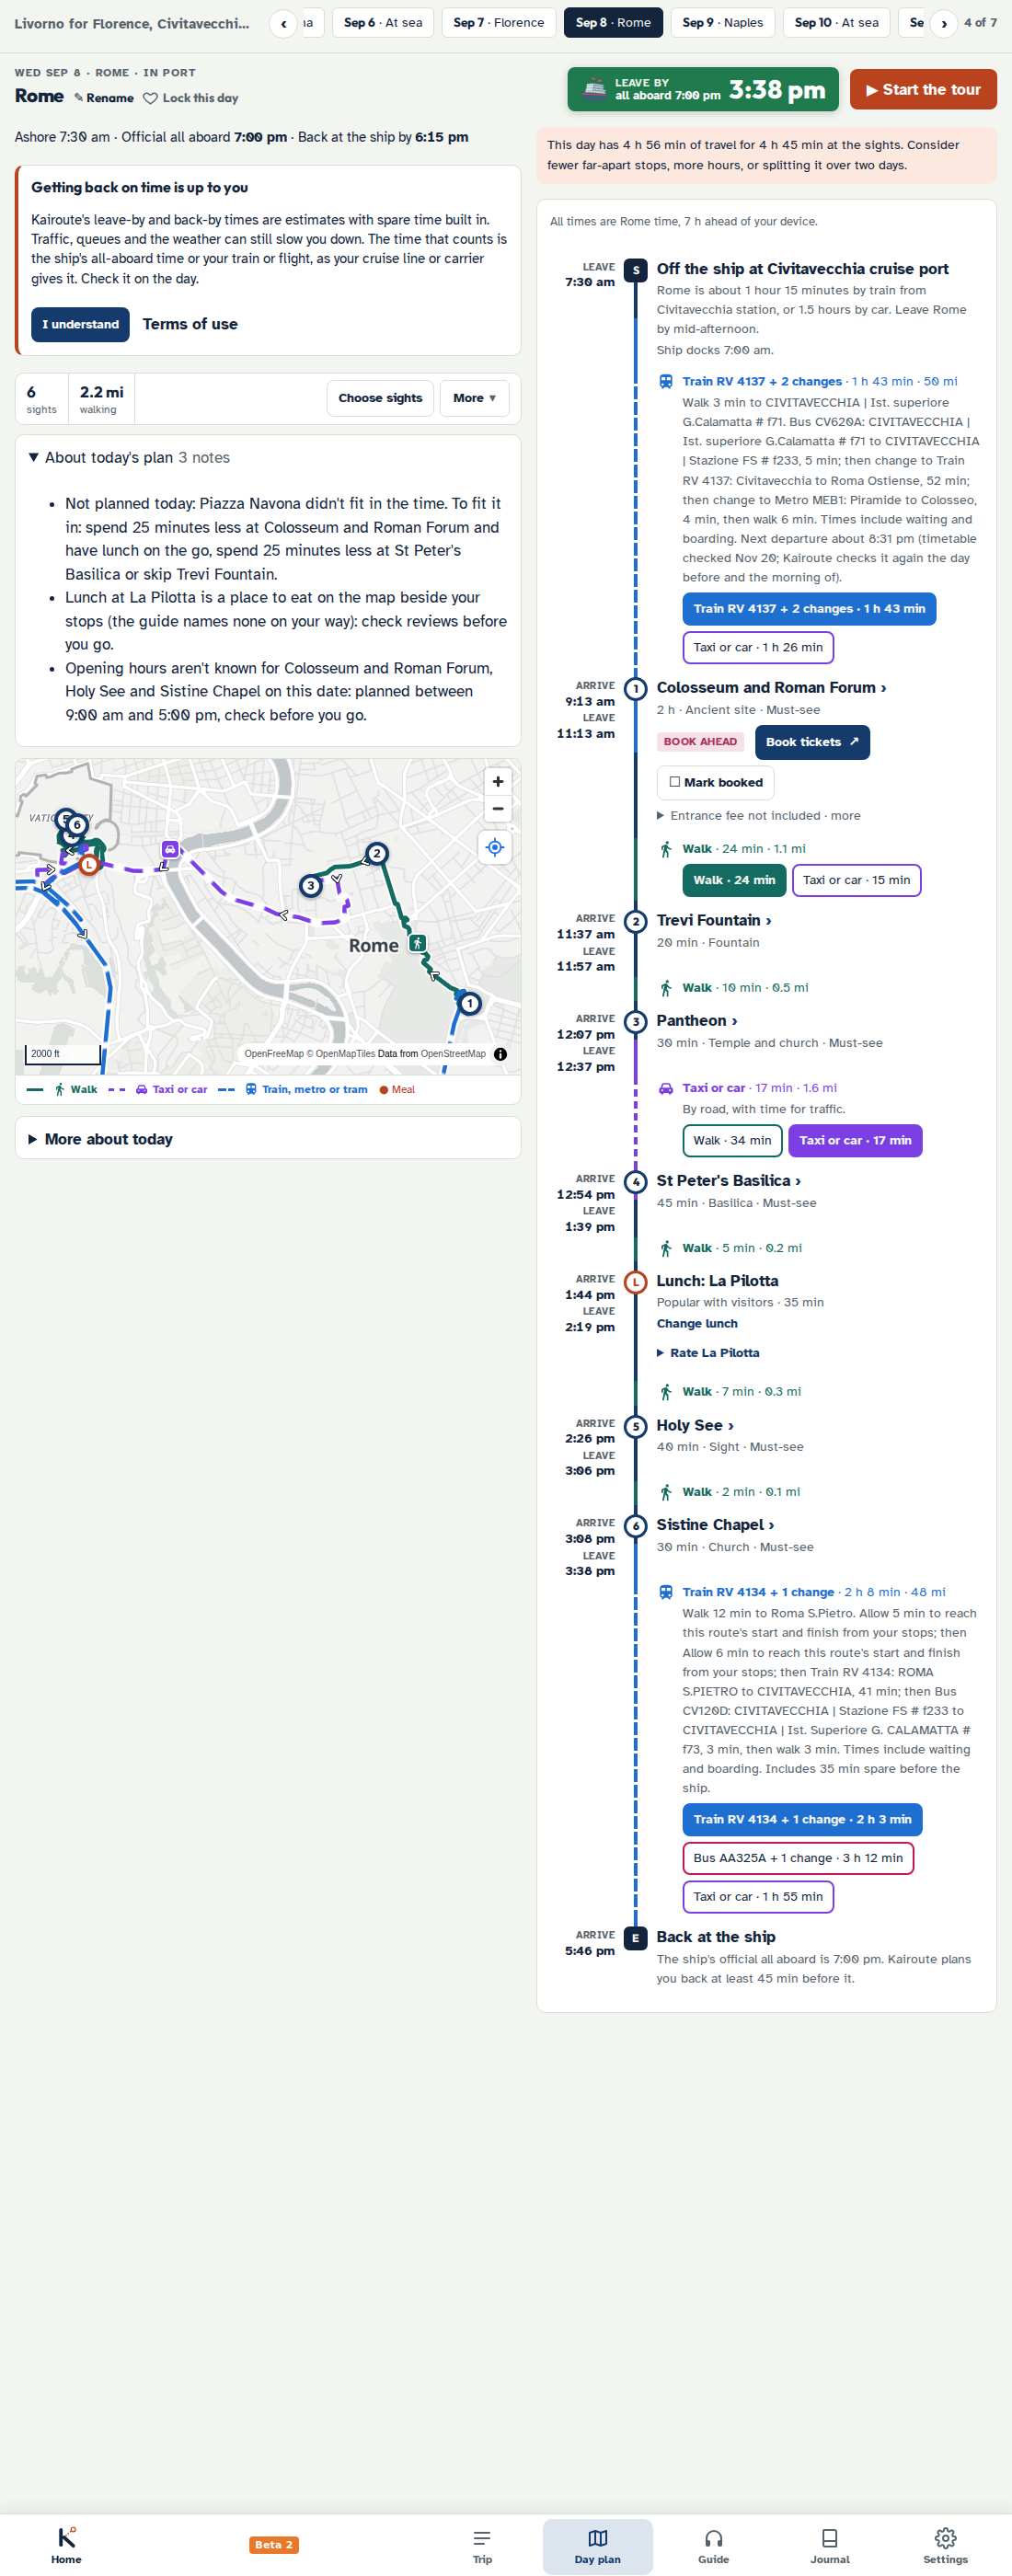 Livorno for Florence, Civitavecchi...
‹
na
Sep 6 · At sea
Sep 7 · Florence
Sep 8 · Rome
Sep 9 · Naples
Sep 10 · At sea
Se
›
4 of 7
WED SEP 8 · ROME · IN PORT
Rome ✎ Rename ♡ Lock this day
LEAVE BY
all aboard 7:00 pm
3:38 pm
▶ Start the tour
Ashore 7:30 am · Official all aboard 7:00 pm · Back at the ship by 6:15 pm
Getting back on time is up to you
Kairoute's leave-by and back-by times are estimates with spare time built in.
Traffic, queues and the weather can still slow you down. The time that counts is
the ship's all-aboard time or your train or flight, as your cruise line or carrier
gives it. Check it on the day.
I understand
Terms of use
6
sights
2.2 mi
walking
Choose sights
More ▼
▼ About today's plan 3 notes
• Not planned today: Piazza Navona didn't fit in the time. To fit it
in: spend 25 minutes less at Colosseum and Roman Forum and
have lunch on the go, spend 25 minutes less at St Peter's
Basilica or skip Trevi Fountain.
• Lunch at La Pilotta is a place to eat on the map beside your
stops (the guide names none on your way): check reviews before
you go.
• Opening hours aren't known for Colosseum and Roman Forum,
Holy See and Sistine Chapel on this date: planned between
9:00 am and 5:00 pm, check before you go.
+
−
5
6
4
L
2
3
Rome
1
2000 ft
OpenFreeMap © OpenMapTiles Data from OpenStreetMap
Walk
Taxi or car
Train, metro or tram
Meal
▶ More about today
This day has 4 h 56 min of travel for 4 h 45 min at the sights. Consider
fewer far-apart stops, more hours, or splitting it over two days.
All times are Rome time, 7 h ahead of your device.
LEAVE
7:30 am
S
Off the ship at Civitavecchia cruise port
Rome is about 1 hour 15 minutes by train from
Civitavecchia station, or 1.5 hours by car. Leave Rome
by mid-afternoon.
Ship docks 7:00 am.
Train RV 4137 + 2 changes · 1 h 43 min · 50 mi
Walk 3 min to CIVITAVECCHIA | Ist. superiore
G.Calamatta # f71. Bus CV620A: CIVITAVECCHIA |
Ist. superiore G.Calamatta # f71 to CIVITAVECCHIA
| Stazione FS # f233, 5 min; then change to Train
RV 4137: Civitavecchia to Roma Ostiense, 52 min;
then change to Metro MEB1: Piramide to Colosseo,
4 min, then walk 6 min. Times include waiting and
boarding. Next departure about 8:31 pm (timetable
checked Nov 20; Kairoute checks it again the day
before and the morning of).
Train RV 4137 + 2 changes · 1 h 43 min
Taxi or car · 1 h 26 min
ARRIVE
9:13 am
LEAVE
11:13 am
1
Colosseum and Roman Forum ›
2 h · Ancient site · Must-see
BOOK AHEAD
Book tickets ↗
☐ Mark booked
▶ Entrance fee not included · more
Walk · 24 min · 1.1 mi
Walk · 24 min
Taxi or car · 15 min
ARRIVE
11:37 am
LEAVE
11:57 am
2
Trevi Fountain ›
20 min · Fountain
Walk · 10 min · 0.5 mi
ARRIVE
12:07 pm
LEAVE
12:37 pm
3
Pantheon ›
30 min · Temple and church · Must-see
Taxi or car · 17 min · 1.6 mi
By road, with time for traffic.
Walk · 34 min
Taxi or car · 17 min
ARRIVE
12:54 pm
LEAVE
1:39 pm
4
St Peter's Basilica ›
45 min · Basilica · Must-see
Walk · 5 min · 0.2 mi
ARRIVE
1:44 pm
LEAVE
2:19 pm
L
Lunch: La Pilotta
Popular with visitors · 35 min
Change lunch
▶ Rate La Pilotta
Walk · 7 min · 0.3 mi
ARRIVE
2:26 pm
LEAVE
3:06 pm
5
Holy See ›
40 min · Sight · Must-see
Walk · 2 min · 0.1 mi
ARRIVE
3:08 pm
LEAVE
3:38 pm
6
Sistine Chapel ›
30 min · Church · Must-see
Train RV 4134 + 1 change · 2 h 8 min · 48 mi
Walk 12 min to Roma S.Pietro. Allow 5 min to reach
this route's start and finish from your stops; then
Allow 6 min to reach this route's start and finish
from your stops; then Train RV 4134: ROMA
S.PIETRO to CIVITAVECCHIA, 41 min; then Bus
CV120D: CIVITAVECCHIA | Stazione FS # f233 to
CIVITAVECCHIA | Ist. Superiore G. CALAMATTA #
f73, 3 min, then walk 3 min. Times include waiting
and boarding. Includes 35 min spare before the
ship.
Train RV 4134 + 1 change · 2 h 3 min
Bus AA325A + 1 change · 3 h 12 min
Taxi or car · 1 h 55 min
ARRIVE
5:46 pm
E
Back at the ship
The ship's official all aboard is 7:00 pm. Kairoute plans
you back at least 45 min before it.
Home
Beta 2
Trip
Day plan
Guide
Journal
Settings